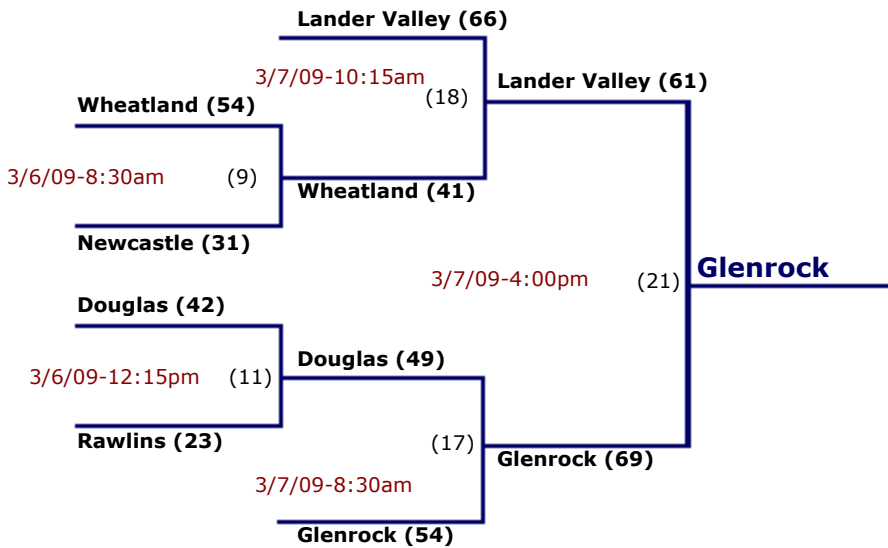 Lander Valley (66)
3/7/09-10:15am
(18)
Lander Valley (61)
Wheatland (54)
3/6/09-8:30am
(9)
Wheatland (41)
Newcastle (31)
3/7/09-4:00pm
(21)
Glenrock
Douglas (42)
3/6/09-12:15pm
(11)
Douglas (49)
Rawlins (23)
(17)
Glenrock (69)
3/7/09-8:30am
Glenrock (54)